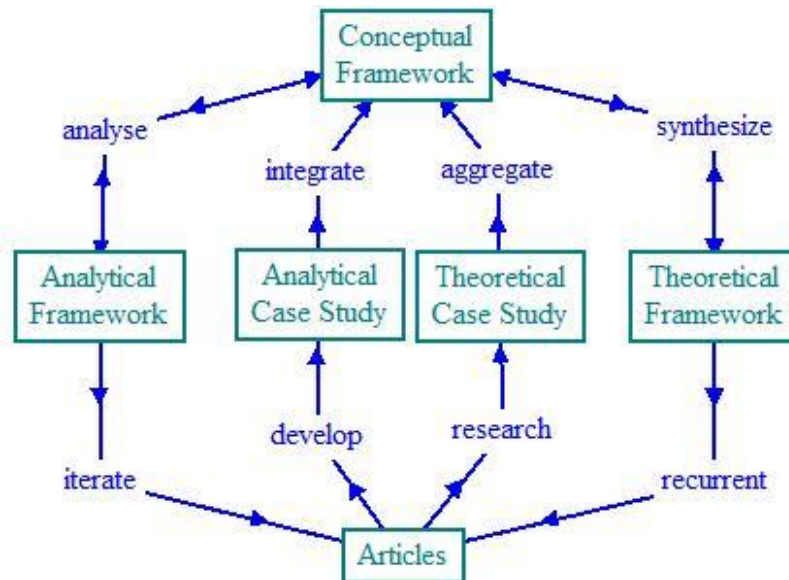 Conceptual
Framework
analyse
synthesize
integrate
aggregate
Analytical
Framework
Analytical
Case Study
Theoretical
Case Study
Theoretical
Framework
develop
research
iterate
recurrent
Articles